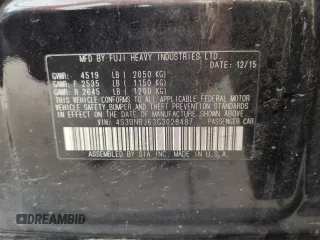 MFD BY FUJI HEAVY INDUSTRIES LTD. 12/15
GVWR: 4519 LB ( 2050 KG)
GAWR: F 2535 LB ( 1150 KG)
GAWR: R 2645 LB ( 1200 KG)
THIS VEHICLE CONFORMS TO ALL APPLICABLE FEDERAL MOTOR
VEHICLE SAFETY, BUMPER, AND THEFT PREVENTION STANDARDS
IN EFFECT ON THE DATE OF MANUFACTURE SHOWN ABOVE.
VIN: PASSENGER CAR
ASSEMBLED BY SIA INC. IN U.S.A.
DREAMBID